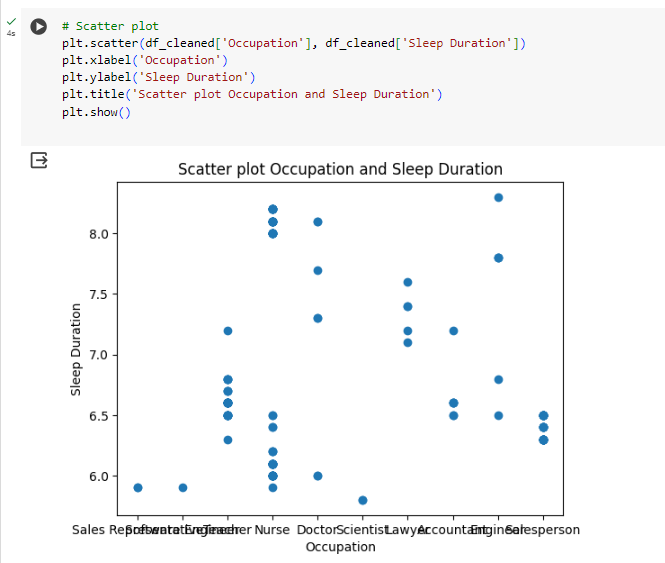 4s
# Scatter plot
plt.scatter(df_cleaned['Occupation'], df_cleaned['Sleep Duration'])
plt.xlabel('Occupation')
plt.ylabel('Sleep Duration')
plt.title('Scatter plot Occupation and Sleep Duration')
plt.show()
Scatter plot Occupation and Sleep Duration
8.0
7.5
7.0
6.5
6.0
Sleep Duration
Sales Representative Software Engineer Teacher Nurse Doctor Scientist Lawyer Accountant Engineer Salesperson
Occupation